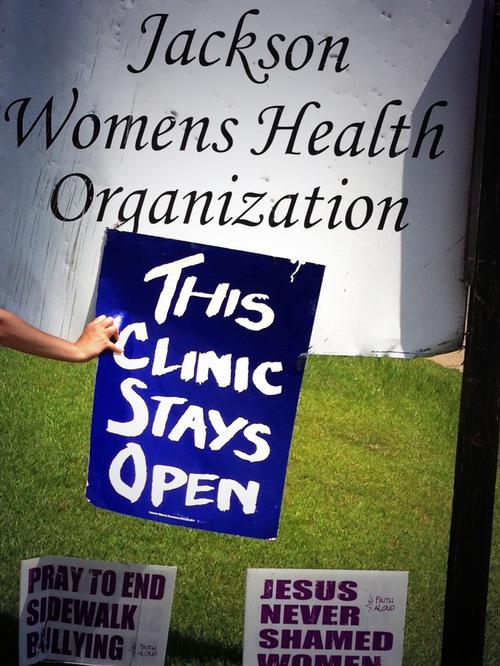 Jackson
Womens Health
Organization
THIS
CLINIC
STAYS
OPEN
PRAY TO END
SIDEWALK
BULLYING
FAITH
ALOUD
JESUS
NEVER
SHAMED
WOMEN
FAITH
ALOUD